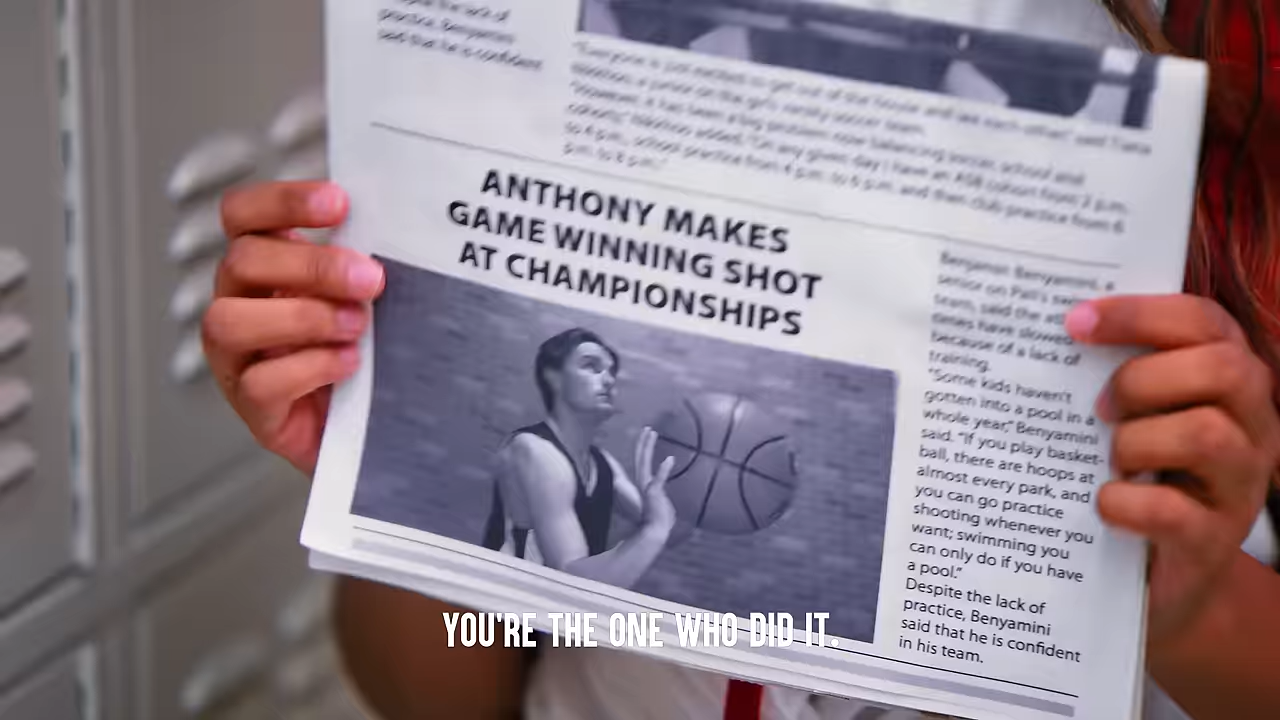 practice, Benyamini
said that he is confident
"Everyone is just excited to get out of the house and see each other," said Tiana
a junior on the girl's varsity soccer team.
"However, it has been a big problem now balancing soccer, school and
cohorts," added. "On any given day I have an ASB cohort from 2 p.m.
to 4 p.m., school practice from 4 p.m. to 6 p.m. and then club practice from 6
p.m. to 8 p.m."
ANTHONY MAKES
GAME WINNING SHOT
AT CHAMPIONSHIPS
Benjamin Benyamini, a
senior on Pali's
team, said the
times have slowed
because of a lack of
training.
"Some kids haven't
gotten into a pool in a
whole year," Benyamini
said. "If you play basket-
ball, there are hoops at
almost every park, and
you can go practice
shooting whenever you
want; swimming you
can only do if you have
a pool."
Despite the lack of
practice, Benyamini
said that he is confident
in his team.
YOU'RE THE ONE WHO DID IT.